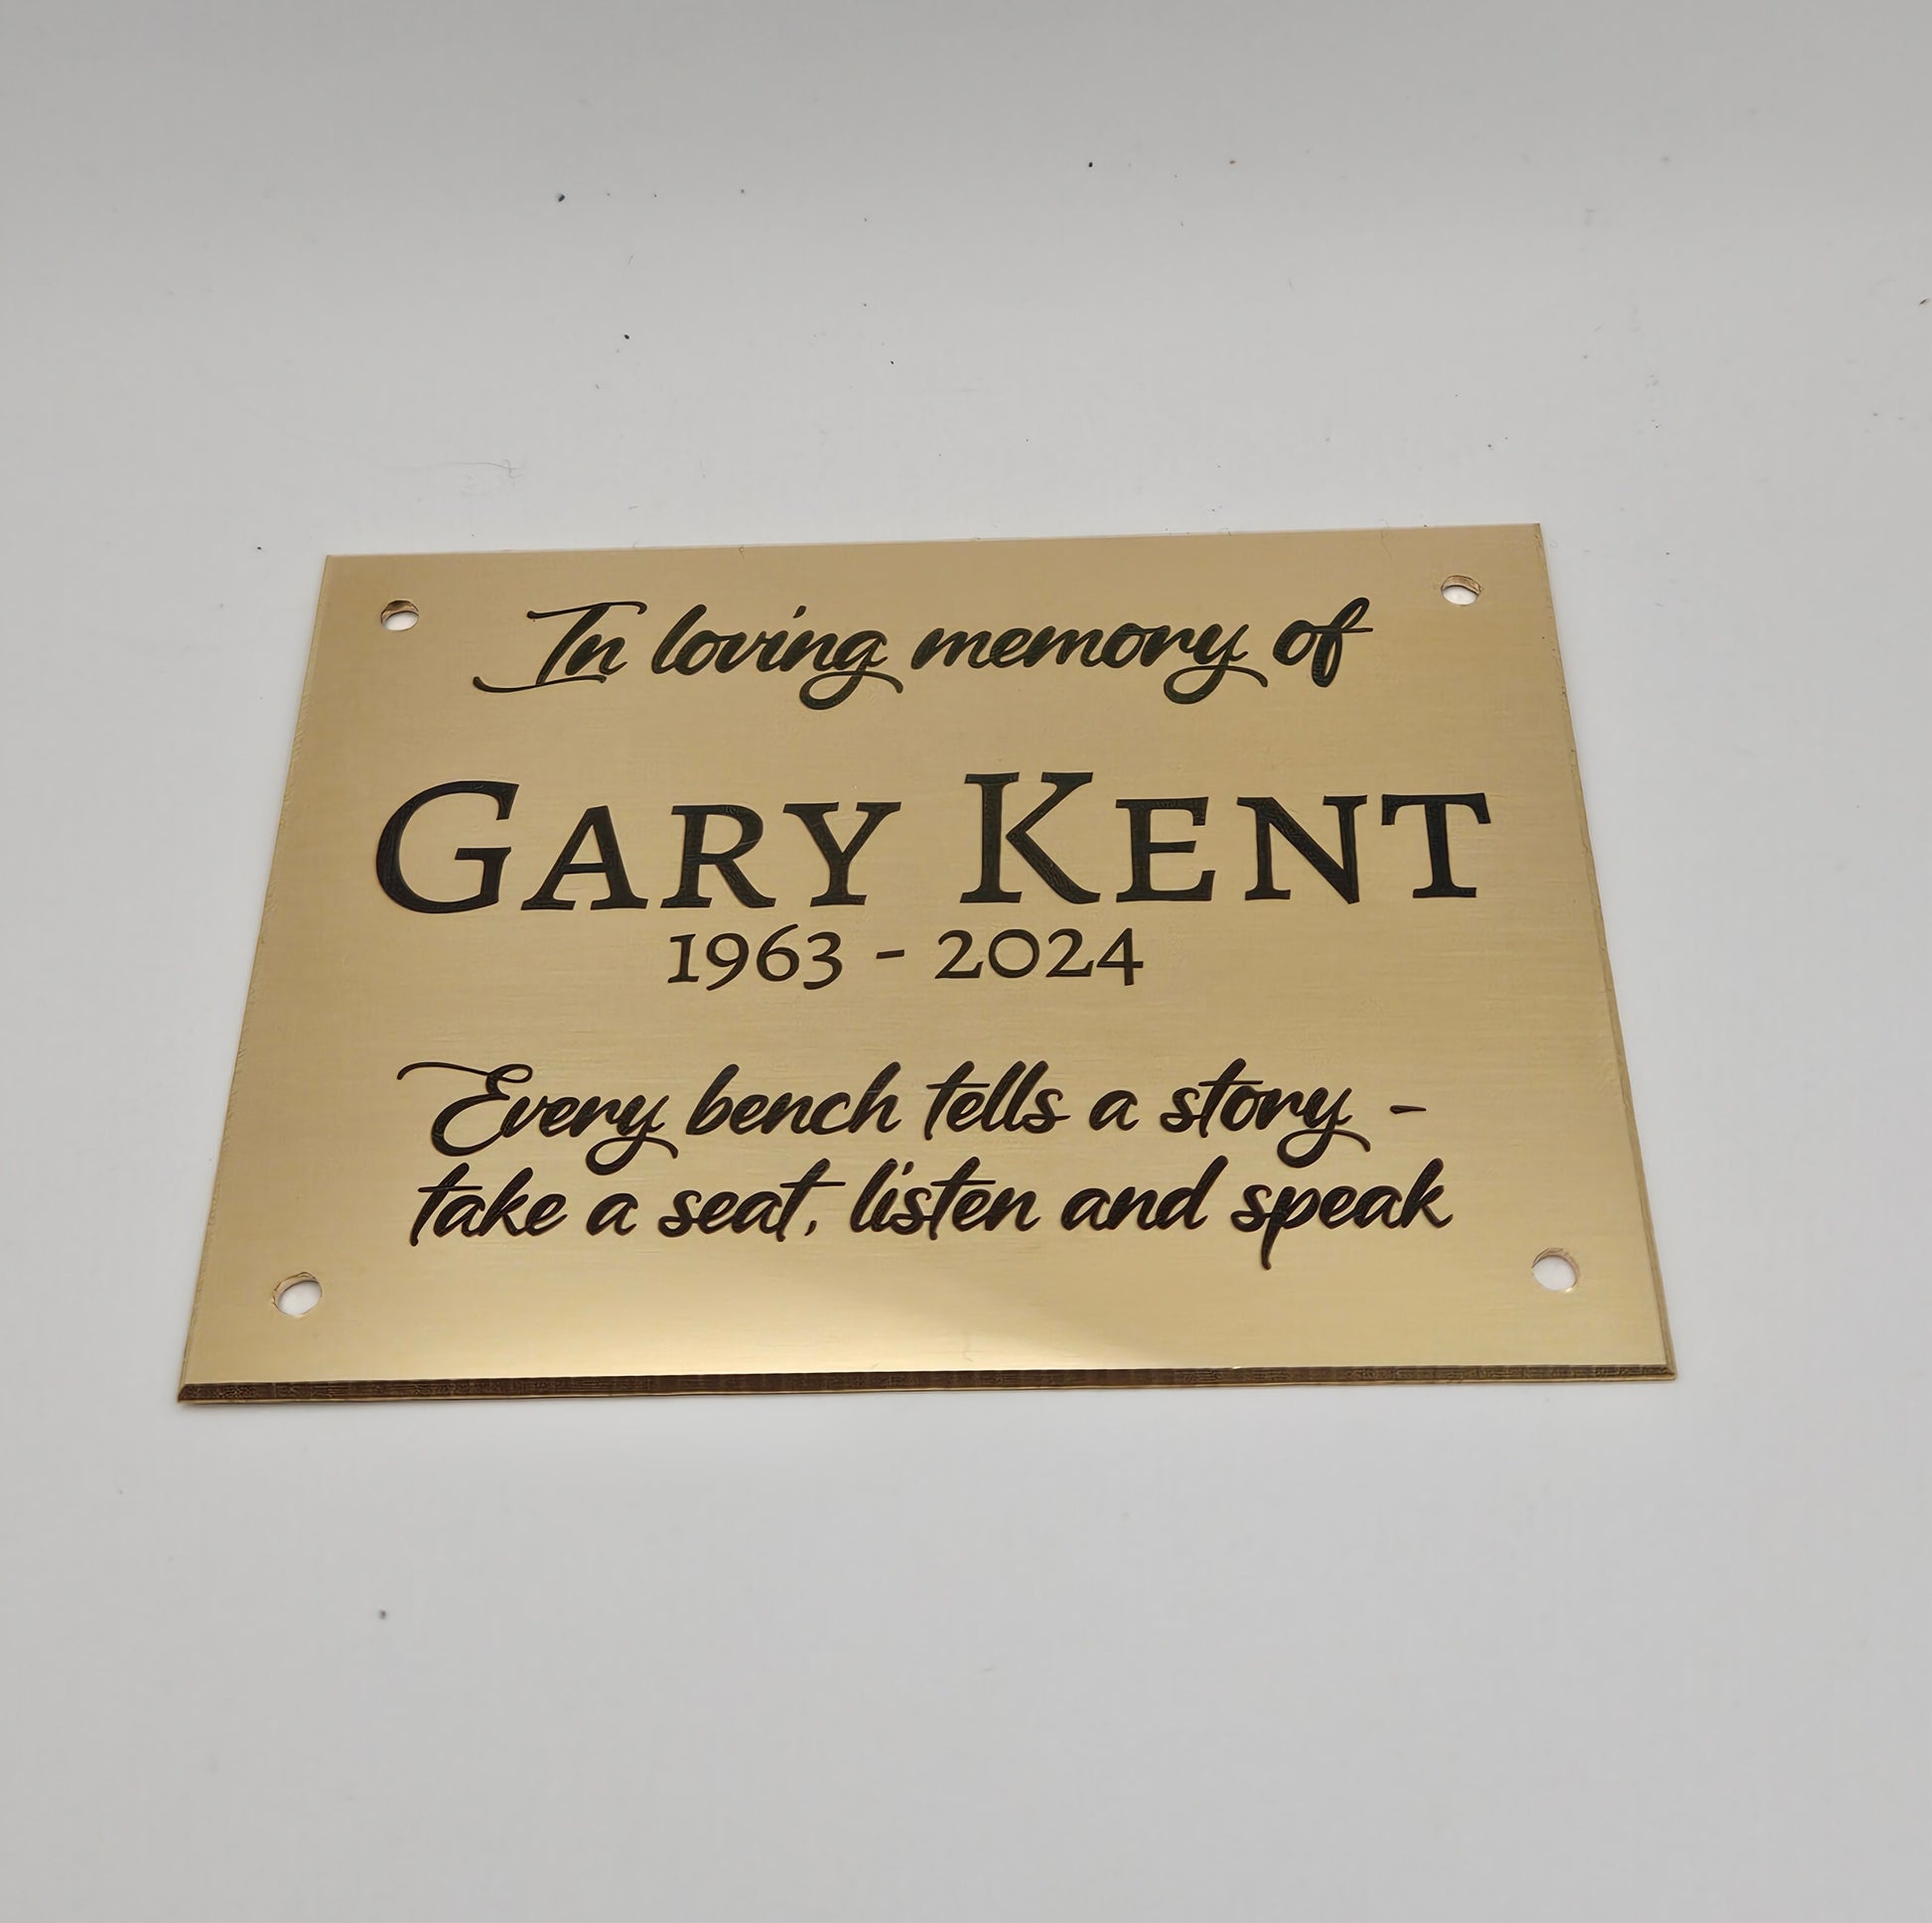 In loving memory of
GARY KENT
1963 - 2024
Every bench tells a story -
take a seat, listen and speak